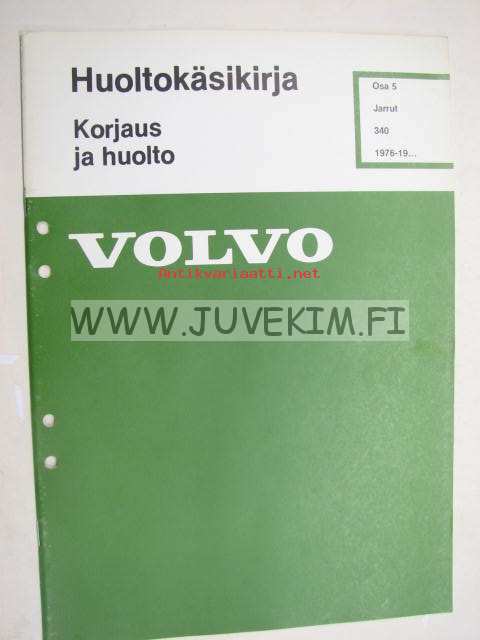 Huoltokäsikirja
Korjaus
ja huolto
Osa 5
Jarrut
340
1976-19...
VOLVO
Antikvariaatti.net
WWW.JUVEKIM.FI